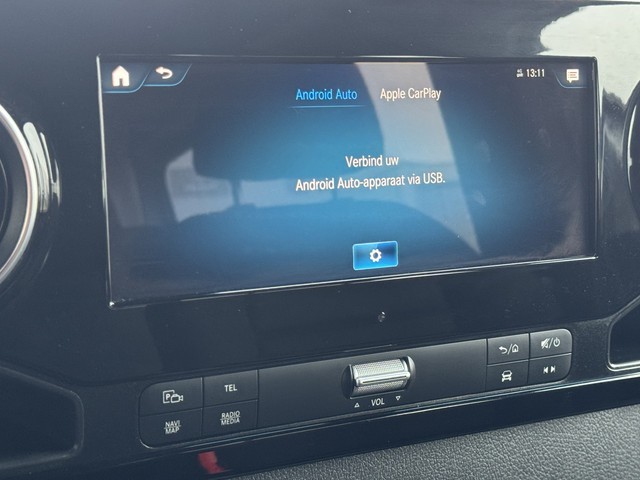 13:11
Android Auto Apple CarPlay
Verbind uw
Android Auto-apparaat via USB.
P
TEL
NAVI
MAP
RADIO
MEDIA
VOL